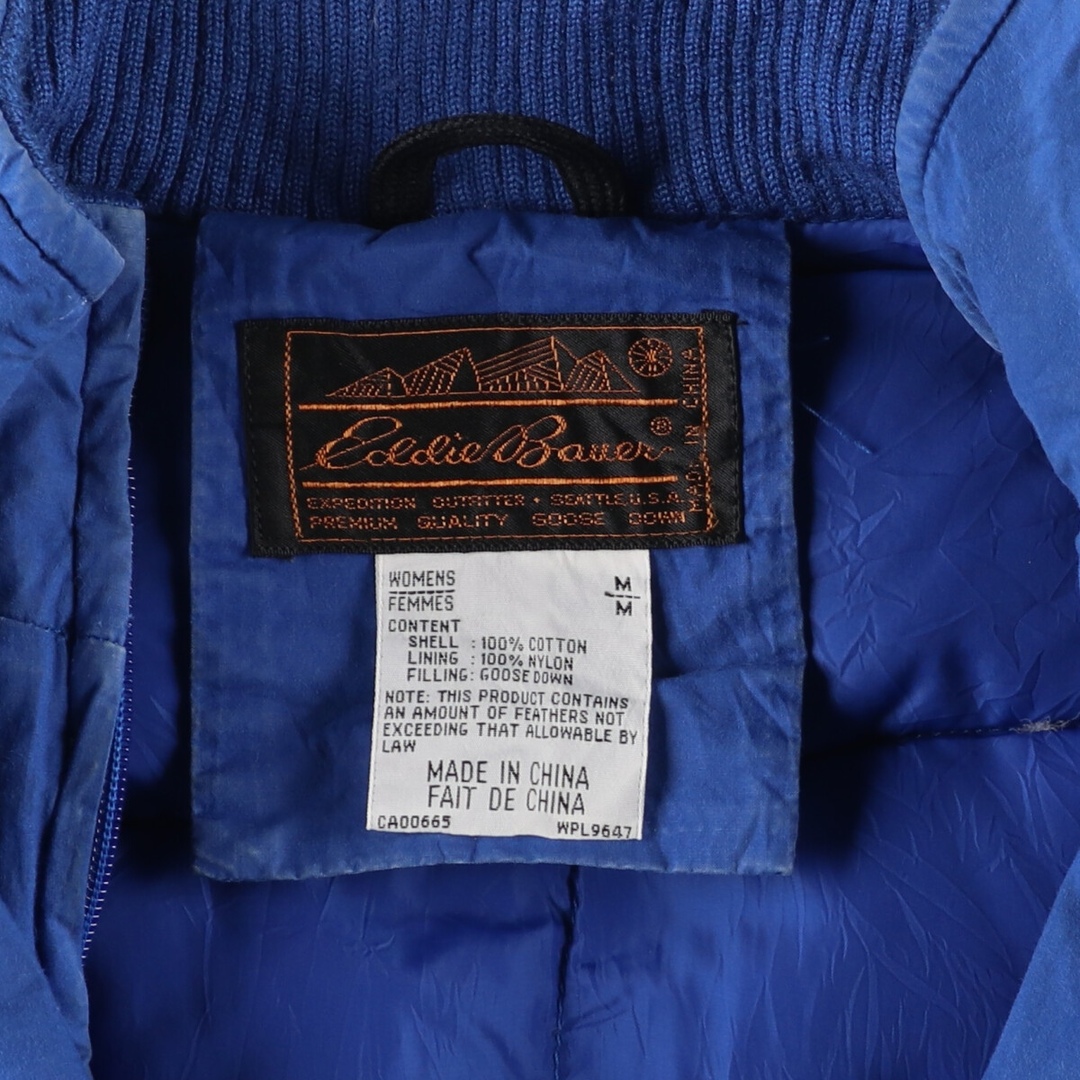 Eddie Bauer®
EXPEDITION OUTFITTER • SEATTLE U.S.A.
PREMIUM QUALITY GOOSE DOWN
MADE IN CHINA
WOMENS M
FEMMES M
CONTENT
SHELL : 100% COTTON
LINING : 100% NYLON
FILLING: GOOSE DOWN
NOTE: THIS PRODUCT CONTAINS
AN AMOUNT OF FEATHERS NOT
EXCEEDING THAT ALLOWABLE BY
LAW
MADE IN CHINA
FAIT DE CHINA
CA00665 WPL9647